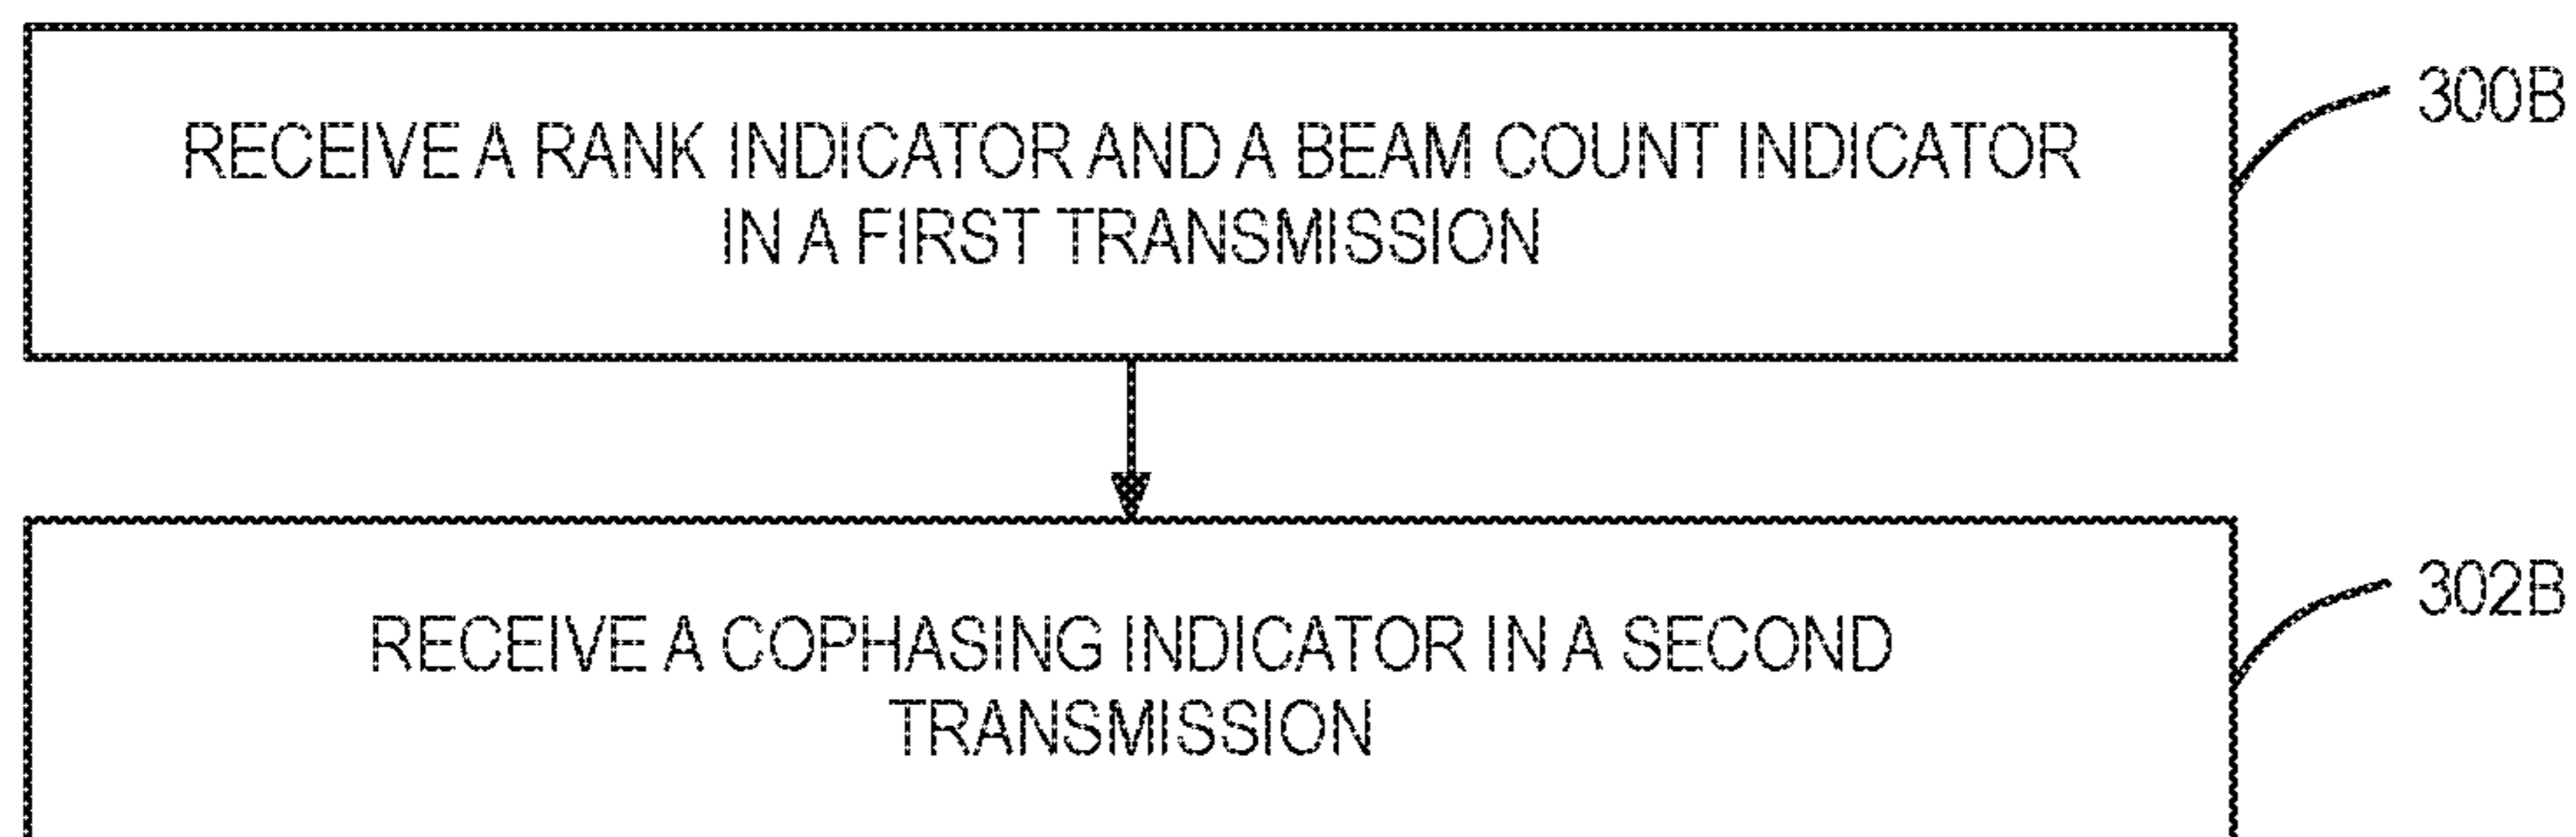 RECEIVE A RANK INDICATOR AND A BEAM COUNT INDICATOR
IN A FIRST TRANSMISSION
300B
RECEIVE A COPHASING INDICATOR IN A SECOND
TRANSMISSION
302B